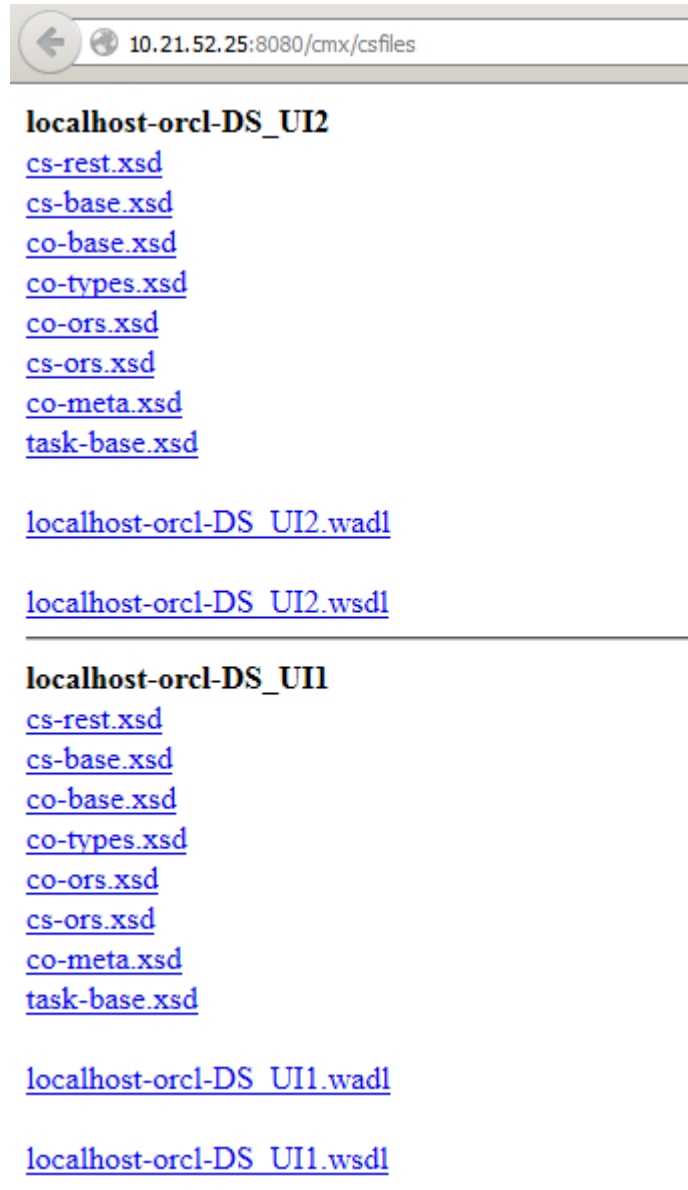 10.21.52.25:8080/cmx/csfiles
localhost-orcl-DS_UI2
cs-rest.xsd
cs-base.xsd
co-base.xsd
co-types.xsd
co-ors.xsd
cs-ors.xsd
co-meta.xsd
task-base.xsd
localhost-orcl-DS_UI2.wadl
localhost-orcl-DS_UI2.wsdl
localhost-orcl-DS_UI1
cs-rest.xsd
cs-base.xsd
co-base.xsd
co-types.xsd
co-ors.xsd
cs-ors.xsd
co-meta.xsd
task-base.xsd
localhost-orcl-DS_UI1.wadl
localhost-orcl-DS_UI1.wsdl